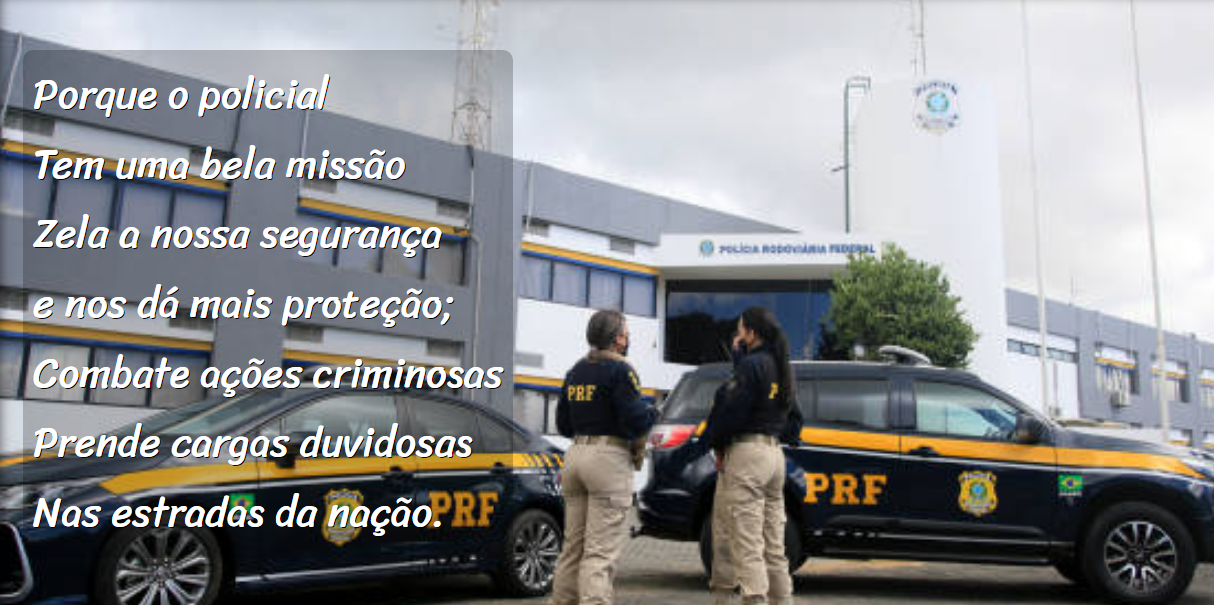 Porque o policial
Tem uma bela missão
Zela a nossa segurança
e nos dá mais proteção;
Combate ações criminosas
Prende cargas duvidosas
Nas estradas da nação.
POLÍCIA RODOVIÁRIA FEDERAL
PRF
PRF
PRF